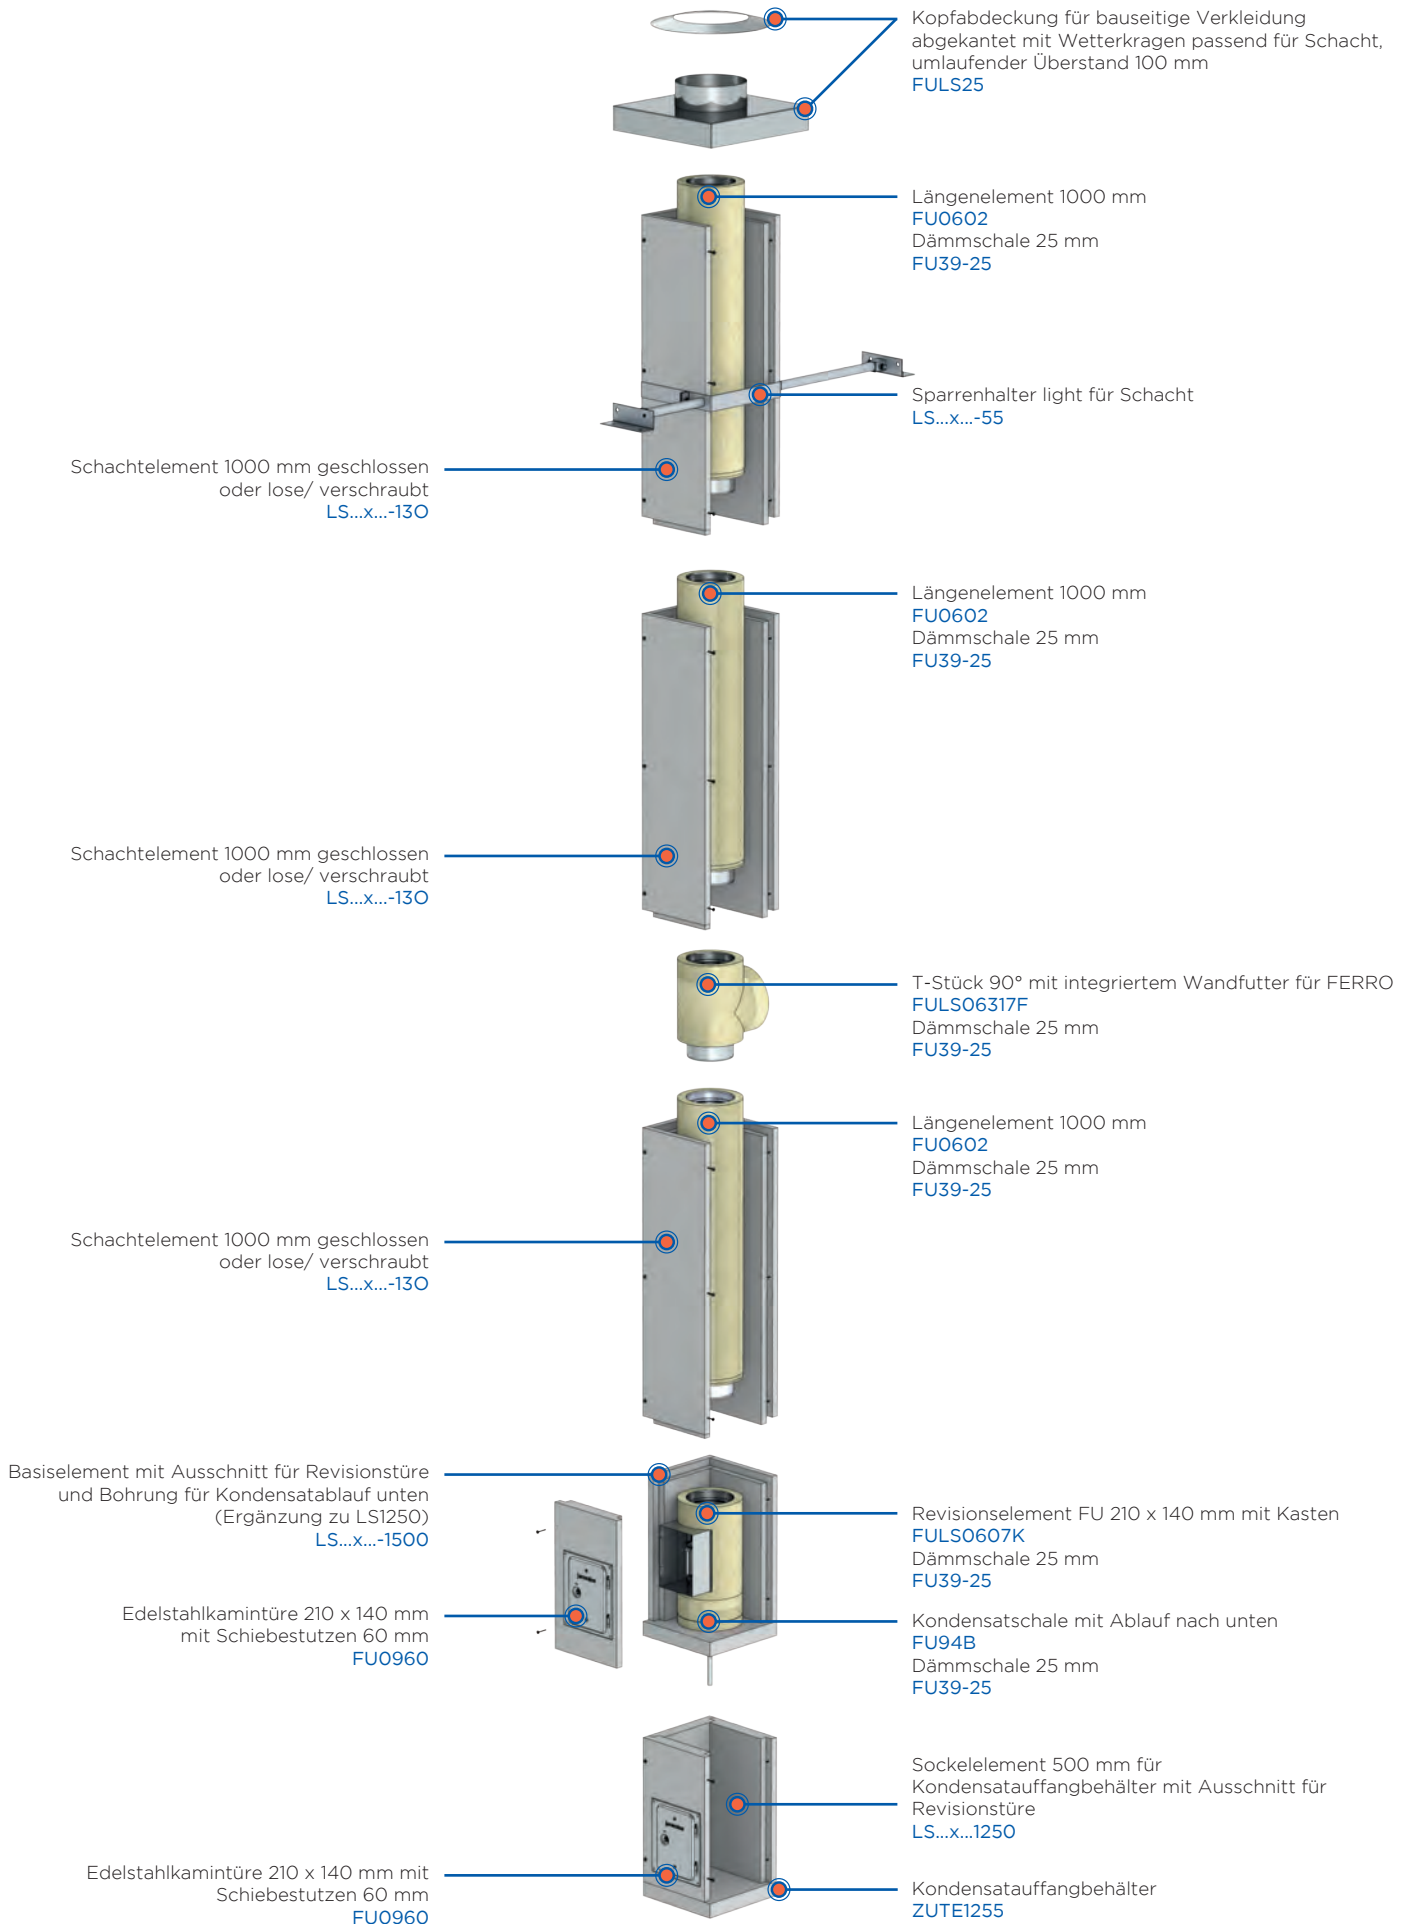 Kopfabdeckung für bauseitige Verkleidung
abgekantet mit Wetterkragen passend für Schacht,
umlaufender Überstand 100 mm
FULS25
Längenelement 1000 mm
FU0602
Dämmschale 25 mm
FU39-25
Sparrenhalter light für Schacht
LS...x...-55
Schachtelement 1000 mm geschlossen
oder lose/ verschraubt
LS...x...-13O
Längenelement 1000 mm
FU0602
Dämmschale 25 mm
FU39-25
Schachtelement 1000 mm geschlossen
oder lose/ verschraubt
LS...x...-13O
T-Stück 90° mit integriertem Wandfutter für FERRO
FULS06317F
Dämmschale 25 mm
FU39-25
Längenelement 1000 mm
FU0602
Dämmschale 25 mm
FU39-25
Schachtelement 1000 mm geschlossen
oder lose/ verschraubt
LS...x...-13O
Basiselement mit Ausschnitt für Revisionstüre
und Bohrung für Kondensatablauf unten
(Ergänzung zu LS1250)
LS...x...-1500
Revisionselement FU 210 x 140 mm mit Kasten
FULS0607K
Dämmschale 25 mm
FU39-25
Edelstahlkamintüre 210 x 140 mm
mit Schiebestutzen 60 mm
FU0960
Kondensatschale mit Ablauf nach unten
FU94B
Dämmschale 25 mm
FU39-25
Sockelelement 500 mm für
Kondensatauffangbehälter mit Ausschnitt für
Revisionstüre
LS...x...1250
Edelstahlkamintüre 210 x 140 mm mit
Schiebestutzen 60 mm
FU0960
Kondensatauffangbehälter
ZUTE1255